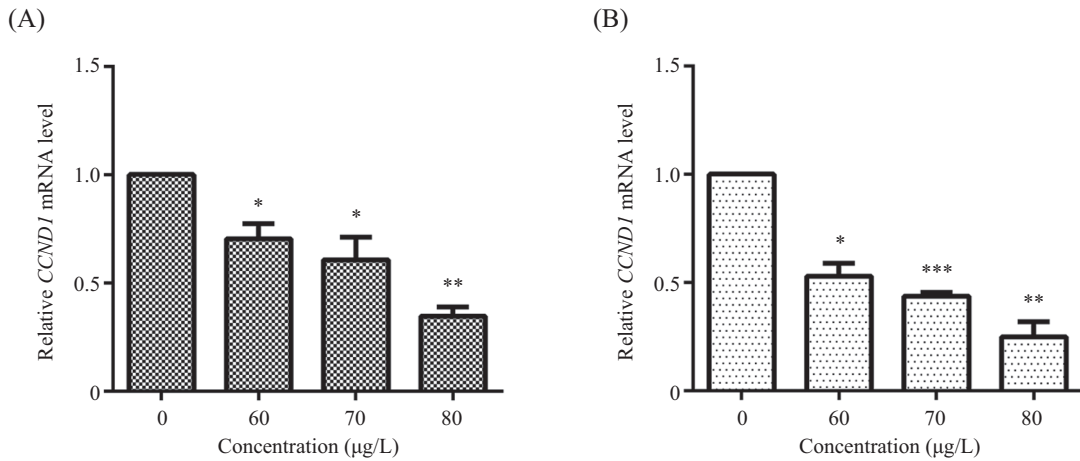 (A)
Relative CCND1 mRNA level
1.5
1.0
0.5
0
*
*
**
0 60 70 80
Concentration (μg/L)
(B)
Relative CCND1 mRNA level
1.5
1.0
0.5
0
*
***
**
0 60 70 80
Concentration (μg/L)